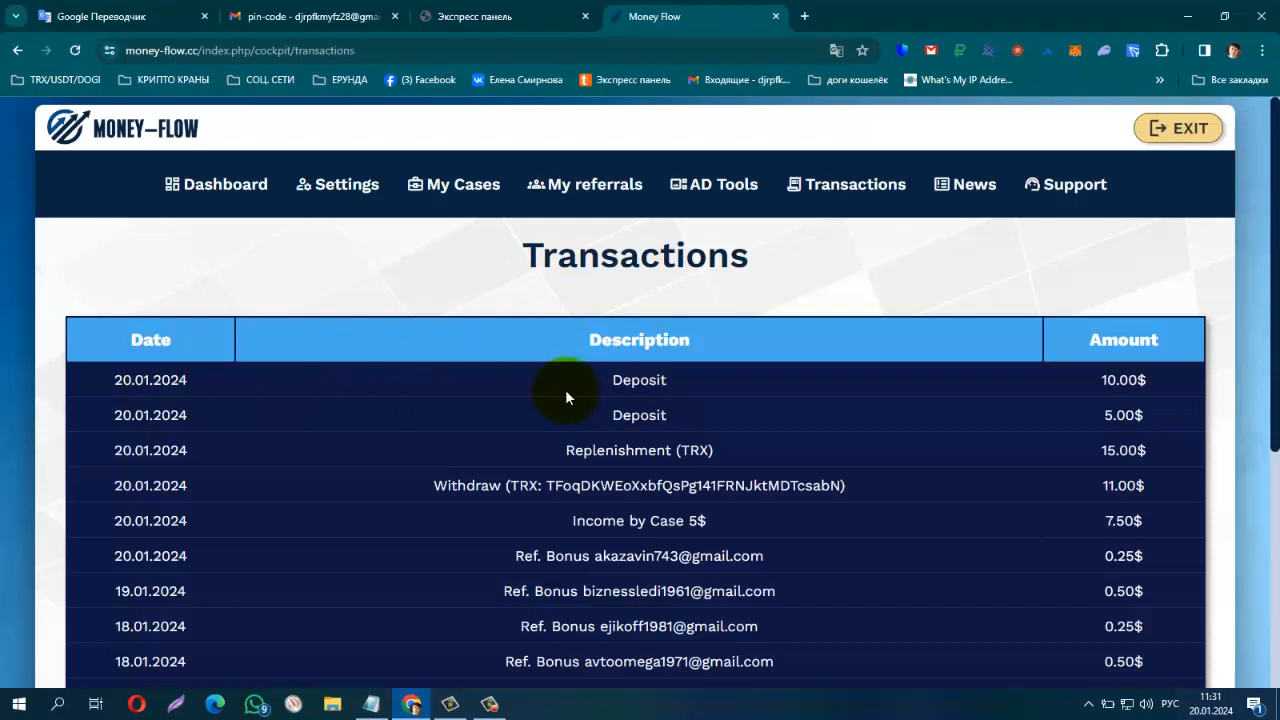 Google Переводчик
pin-code - djrpfkmyfz28@gmai
Экспресс панель
Money Flow
money-flow.cc/index.php/cockpit/transactions
TRX/USDT/DOGI
КРИПТО КРАНЫ
СОЦ. СЕТИ
ЕРУНДА
(3) Facebook
Елена Смирнова
Экспресс панель
Входящие - djrpfk...
доги кошелёк
What's My IP Addre...
»
Все закладки
MONEY-FLOW
EXIT
Dashboard Settings My Cases My referrals AD Tools Transactions News Support
Transactions
Date Description Amount
20.01.2024 Deposit 10.00$
20.01.2024 Deposit 5.00$
20.01.2024 Replenishment (TRX) 15.00$
20.01.2024 Withdraw (TRX: TFoqDKWEoXxbfQsPg141FRNJktMDTcsabN) 11.00$
20.01.2024 Income by Case 5$ 7.50$
20.01.2024 Ref. Bonus akazavin743@gmail.com 0.25$
19.01.2024 Ref. Bonus biznessledi1961@gmail.com 0.50$
18.01.2024 Ref. Bonus ejikoff1981@gmail.com 0.25$
18.01.2024 Ref. Bonus avtoomega1971@gmail.com 0.50$
9
РУС
11:31
20.01.2024
1